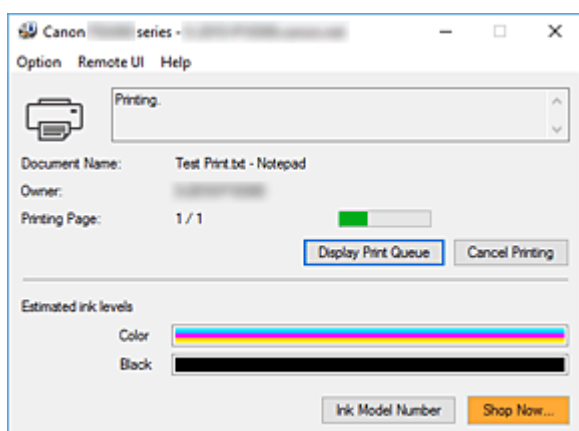 Canon series -
Option Remote UI Help
Printing.
Document Name: Test Print.txt - Notepad
Owner:
Printing Page: 1 / 1
Display Print Queue Cancel Printing
Estimated ink levels
Color
Black
Ink Model Number Shop Now...